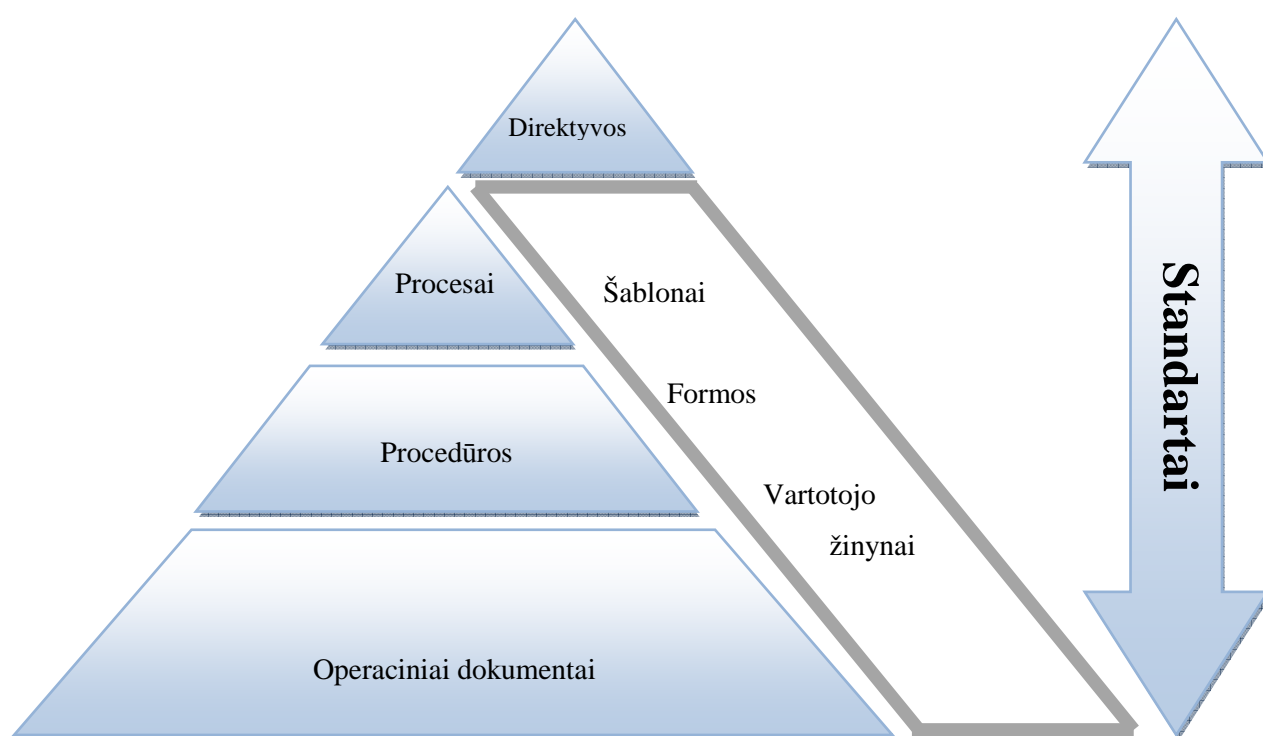 Direktyvos
Procesai
Šablonai
Formos
Procedūros
Vartotojo
žinynai
Operaciniai dokumentai
Standartai